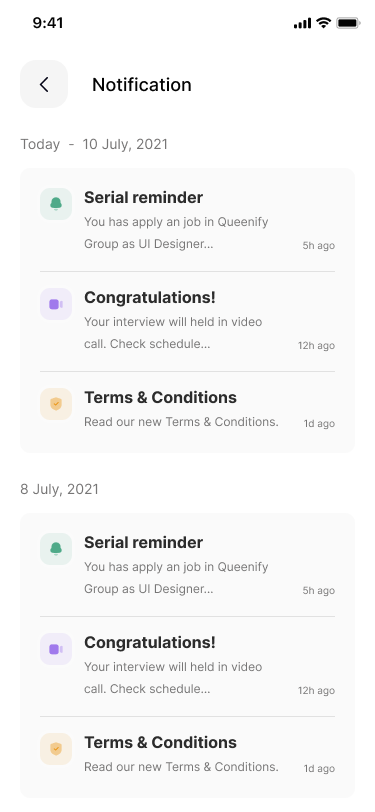 9:41
Notification
Today - 10 July, 2021
Serial reminder
You has apply an job in Queenify
Group as UI Designer...
5h ago
Congratulations!
Your interview will held in video
call. Check schedule...
12h ago
Terms & Conditions
Read our new Terms & Conditions.
1d ago
8 July, 2021
Serial reminder
You has apply an job in Queenify
Group as UI Designer...
5h ago
Congratulations!
Your interview will held in video
call. Check schedule...
12h ago
Terms & Conditions
Read our new Terms & Conditions.
1d ago